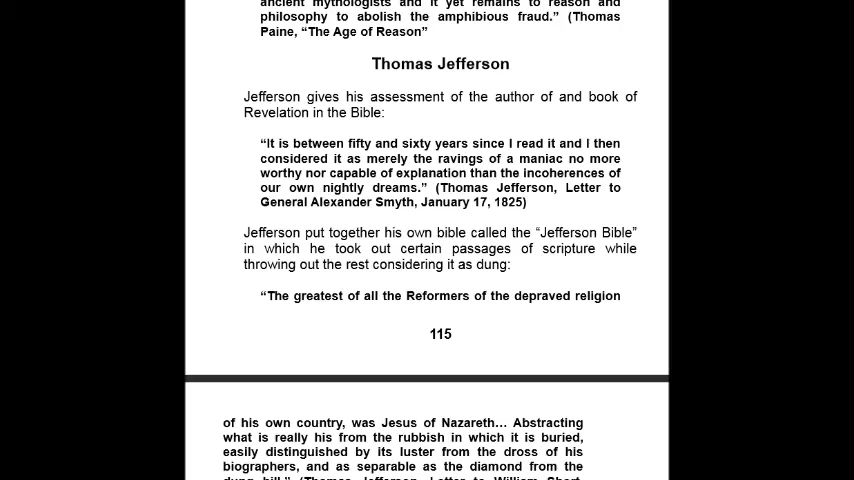 ancient mythologists and it yet remains to reason and
philosophy to abolish the amphibious fraud.” (Thomas
Paine, “The Age of Reason”
Thomas Jefferson
Jefferson gives his assessment of the author of and book of
Revelation in the Bible:
“It is between fifty and sixty years since I read it and I then
considered it as merely the ravings of a maniac no more
worthy nor capable of explanation than the incoherences of
our own nightly dreams.” (Thomas Jefferson, Letter to
General Alexander Smyth, January 17, 1825)
Jefferson put together his own bible called the “Jefferson Bible”
in which he took out certain passages of scripture while
throwing out the rest considering it as dung:
“The greatest of all the Reformers of the depraved religion
115
of his own country, was Jesus of Nazareth… Abstracting
what is really his from the rubbish in which it is buried,
easily distinguished by its luster from the dross of his
biographers, and as separable as the diamond from the
dung hill.” (Thomas Jefferson, Letter to William Short,